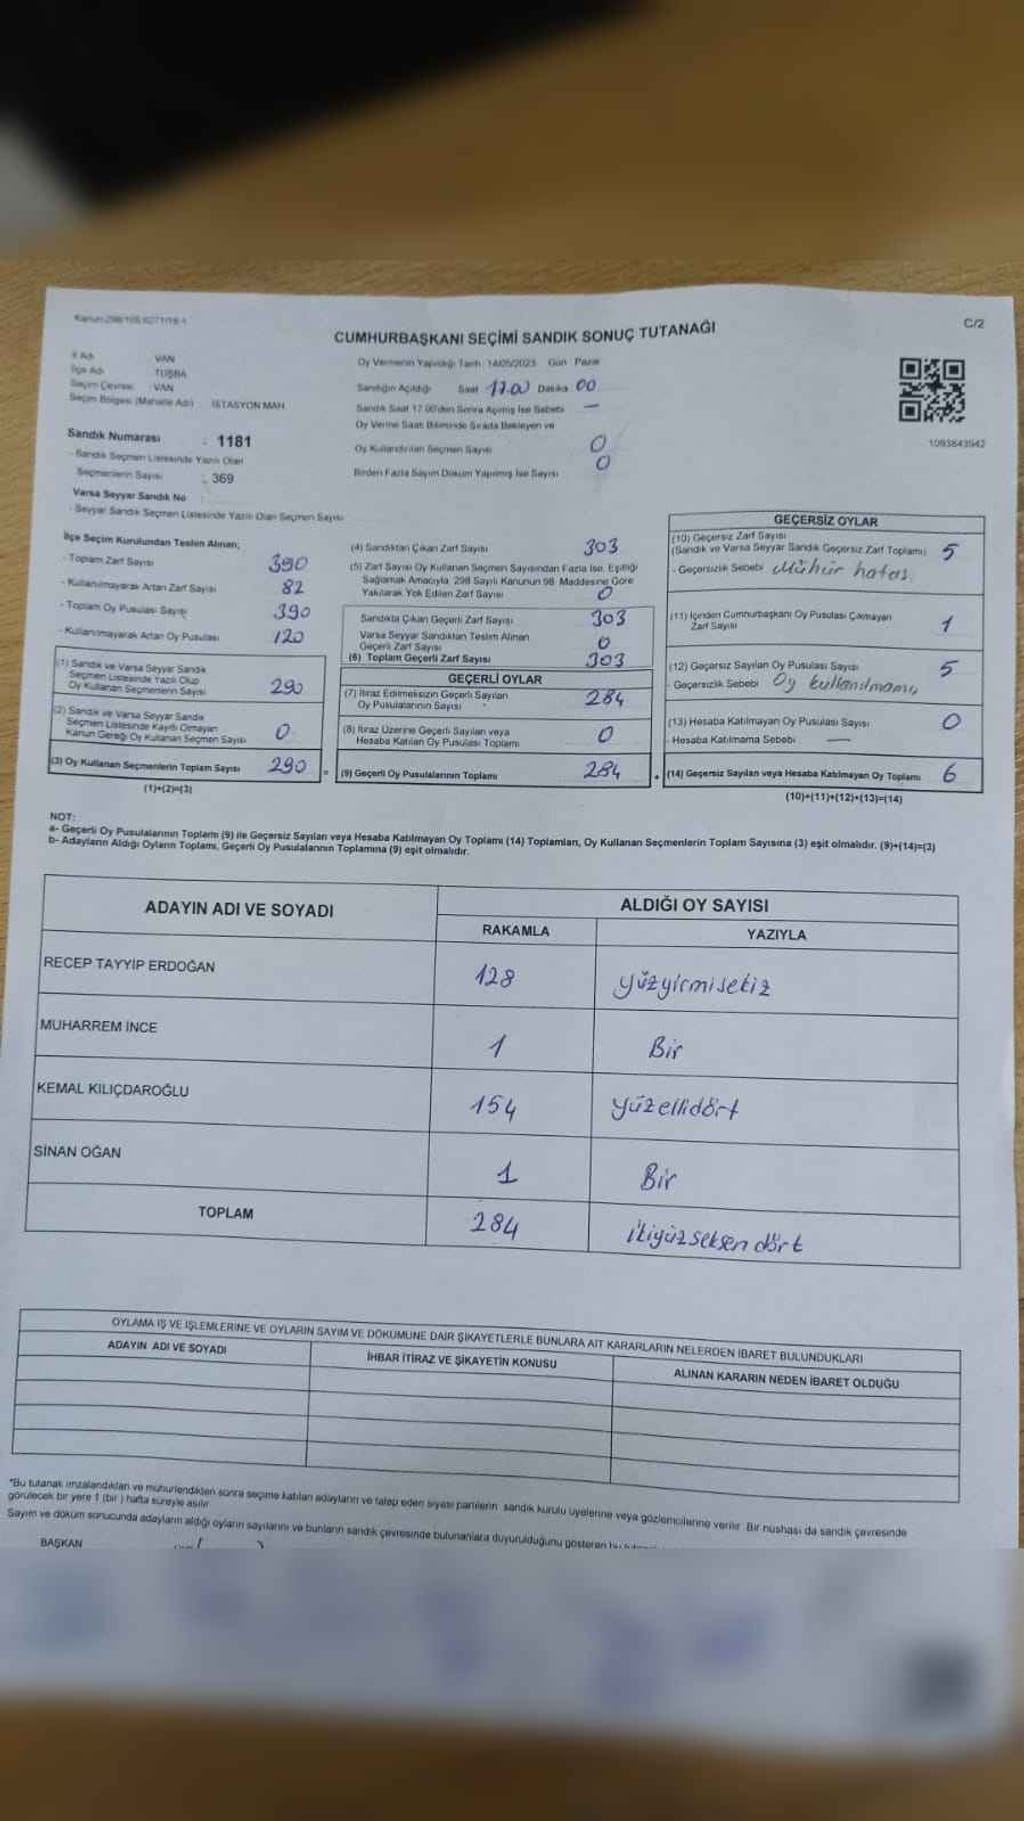 C/2
CUMHURBAŞKANI SEÇİMİ SANDIK SONUÇ TUTANAĞI
İl Adı VAN
İlçe Adı TUŞBA
Seçim Çevresi VAN
Seçim Bölgesi (Mahalle Adı) İSTASYON MAH.
Sandık Numarası : 1181
- Sandık Seçmen Listesinde Yazılı Olan
Seçmenlerin Sayısı : 369
Varsa Seyyar Sandık No
- Seyyar Sandık Seçmen Listesinde Yazılı Olan Seçmen Sayısı
Oy Vermenin Yapıldığı Tarih 14/05/2023 Gün Pazar
Sandığın Açıldığı Saat 17.00 Dakika 00
Sandık Saat 17.00'den Sonra Açılmış İse Sebebi —
Oy Verme Saati Bitiminde Sırada Bekleyen ve
Oy Kullandırılan Seçmen Sayısı 0
Birden Fazla Sayım Döküm Yapılmış İse Sayısı 0
1093843942
İlçe Seçim Kurulundan Teslim Alınan;
- Toplam Zarf Sayısı 390
- Kullanılmayarak Artan Zarf Sayısı 82
- Toplam Oy Pusulası Sayısı 390
- Kullanılmayarak Artan Oy Pusulası 120
(1) Sandık ve Varsa Seyyar Sandık
Seçmen Listesinde Yazılı Olup
Oy Kullanan Seçmenlerin Sayısı 290
(2) Sandık ve Varsa Seyyar Sandık
Seçmen Listesinde Kayıtlı Olmayan
Kanun Gereği Oy Kullanan Seçmen Sayısı 0
(3) Oy Kullanan Seçmenlerin Toplam Sayısı 290
(1)+(2)=(3)
(4) Sandıktan Çıkan Zarf Sayısı 303
(5) Zarf Sayısı Oy Kullanan Seçmen Sayısından Fazla İse, Eşitliği
Sağlamak Amacıyla 298 Sayılı Kanunun 98. Maddesine Göre
Yakılarak Yok Edilen Zarf Sayısı 0
Sandıkta Çıkan Geçerli Zarf Sayısı 303
Varsa Seyyar Sandıktan Teslim Alınan
Geçerli Zarf Sayısı 0
(6) Toplam Geçerli Zarf Sayısı 303
GEÇERLİ OYLAR
(7) İtiraz Edilmeksizin Geçerli Sayılan
Oy Pusulalarının Sayısı 284
(8) İtiraz Üzerine Geçerli Sayılan veya
Hesaba Katılan Oy Pusulası Toplamı 0
= (9) Geçerli Oy Pusulalarının Toplamı 284
GEÇERSİZ OYLAR
(10) Geçersiz Zarf Sayısı
(Sandık ve Varsa Seyyar Sandık Geçersiz Zarf Toplamı) 5
- Geçersizlik Sebebi Mühür hatas
(11) İçinden Cumhurbaşkanı Oy Pusulası Çıkmayan
Zarf Sayısı 1
(12) Geçersiz Sayılan Oy Pusulası Sayısı 5
- Geçersizlik Sebebi Oy kullanılmamış
(13) Hesaba Katılmayan Oy Pusulası Sayısı 0
- Hesaba Katılmama Sebebi —
+ (14) Geçersiz Sayılan veya Hesaba Katılmayan Oy Toplamı 6
(10)+(11)+(12)+(13)=(14)
NOT:
a- Geçerli Oy Pusulalarının Toplamı (9) ile Geçersiz Sayılan veya Hesaba Katılmayan Oy Toplamı (14) Toplamları, Oy Kullanan Seçmenlerin Toplam Sayısına (3) eşit olmalıdır. (9)+(14)=(3)
b- Adayların Aldığı Oyların Toplamı, Geçerli Oy Pusulalarının Toplamına (9) eşit olmalıdır.
ADAYIN ADI VE SOYADI ALDIĞI OY SAYISI
RAKAMLA YAZIYLA
RECEP TAYYİP ERDOĞAN 128 yüzyirmisekiz
MUHARREM İNCE 1 Bir
KEMAL KILIÇDAROĞLU 154 yüzellidört
SİNAN OĞAN 1 Bir
TOPLAM 284 ikiyüzseksen dört
OYLAMA İŞ VE İŞLEMLERİNE VE OYLARIN SAYIM VE DÖKÜMÜNE DAİR ŞİKAYETLERLE BUNLARA AİT KARARLARIN NELERDEN İBARET BULUNDUKLARI
ADAYIN ADI VE SOYADI İHBAR İTİRAZ VE ŞİKAYETİN KONUSU ALINAN KARARIN NEDEN İBARET OLDUĞU
*Bu tutanak imzalandıktan ve mühürlendikten sonra seçime katılan adayların ve talep eden siyasi partilerin sandık kurulu üyelerine veya gözlemcilerine verilir. Bir nüshası da sandık çevresinde
görülecek bir yere 1 (bir) hafta süreyle asılır.
Sayım ve döküm sonucunda adayların aldığı oyların sayılarını ve bunların sandık çevresinde bulunanlara duyurulduğunu gösteren
BAŞKAN